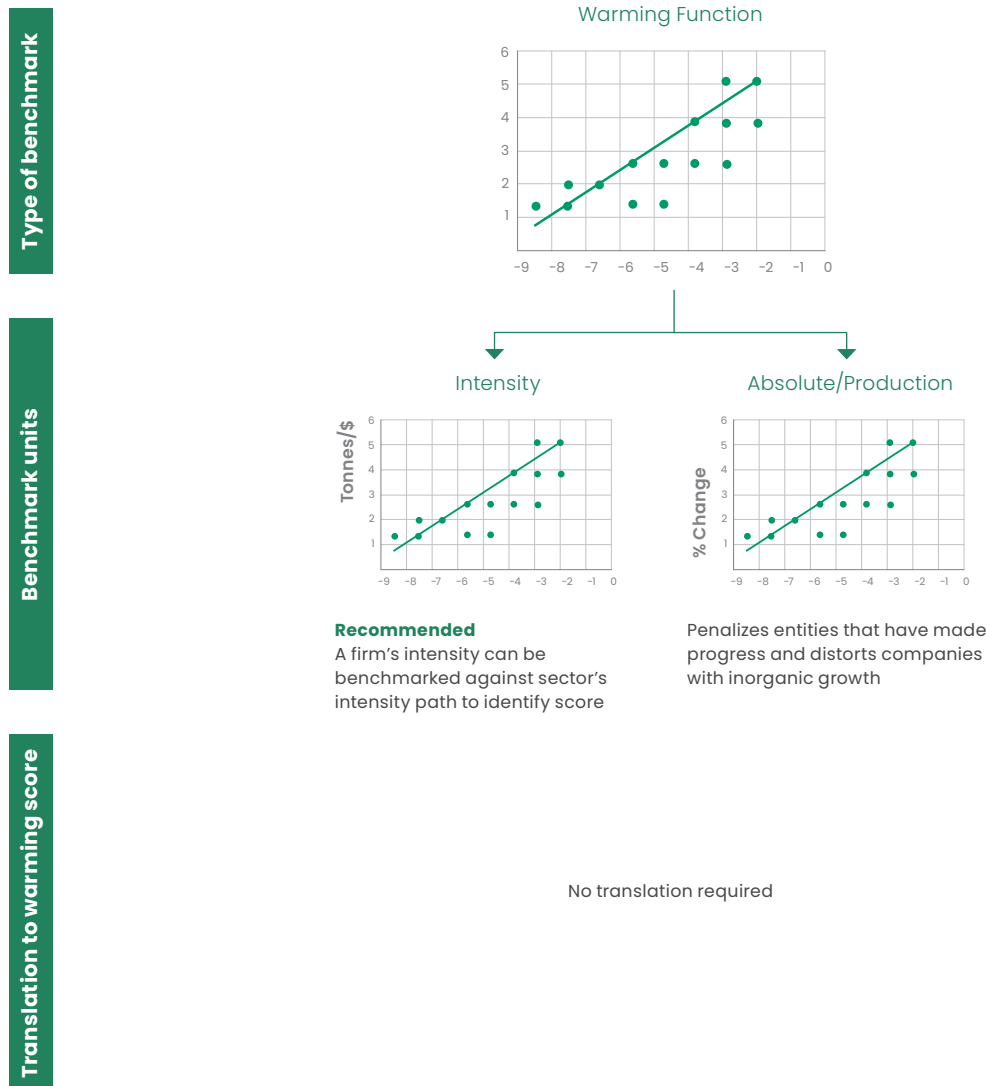 Type of benchmark
Warming Function
6
5
4
3
2
1
-9 -8 -7 -6 -5 -4 -3 -2 -1 0
Benchmark units
Intensity
Tonnes/$
6
5
4
3
2
1
-9 -8 -7 -6 -5 -4 -3 -2 -1 0
Recommended
A firm’s intensity can be
benchmarked against sector’s
intensity path to identify score
Absolute/Production
% Change
6
5
4
3
2
1
-9 -8 -7 -6 -5 -4 -3 -2 -1 0
Penalizes entities that have made
progress and distorts companies
with inorganic growth
Translation to warming score
No translation required